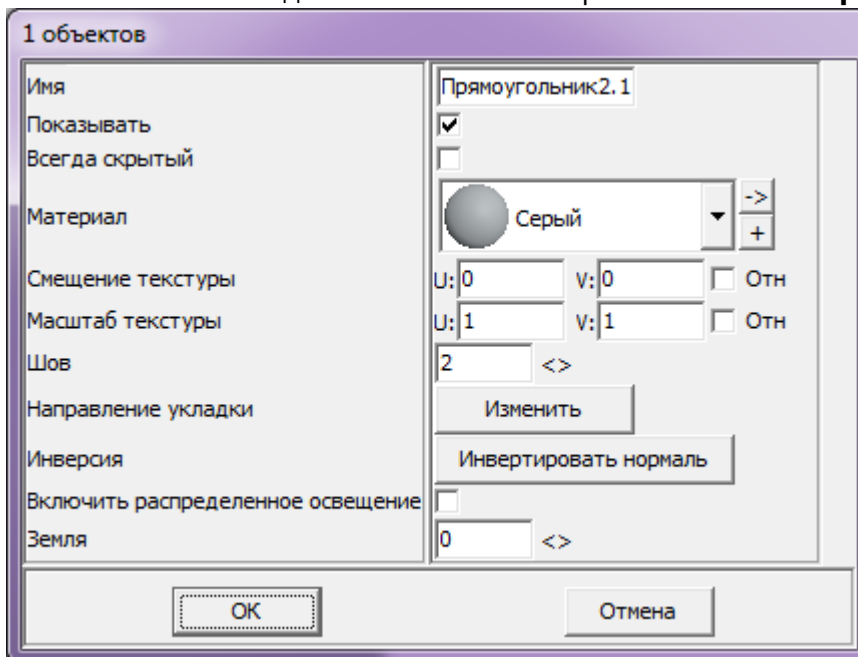 1 объектов
Имя Прямоугольник2.1
Показывать
Всегда скрытый
Материал Серый ->
+
Смещение текстуры U: 0 V: 0 Отн
Масштаб текстуры U: 1 V: 1 Отн
Шов 2 <>
Направление укладки Изменить
Инверсия Инвертировать нормаль
Включить распределенное освещение
Земля 0 <>
OK Отмена